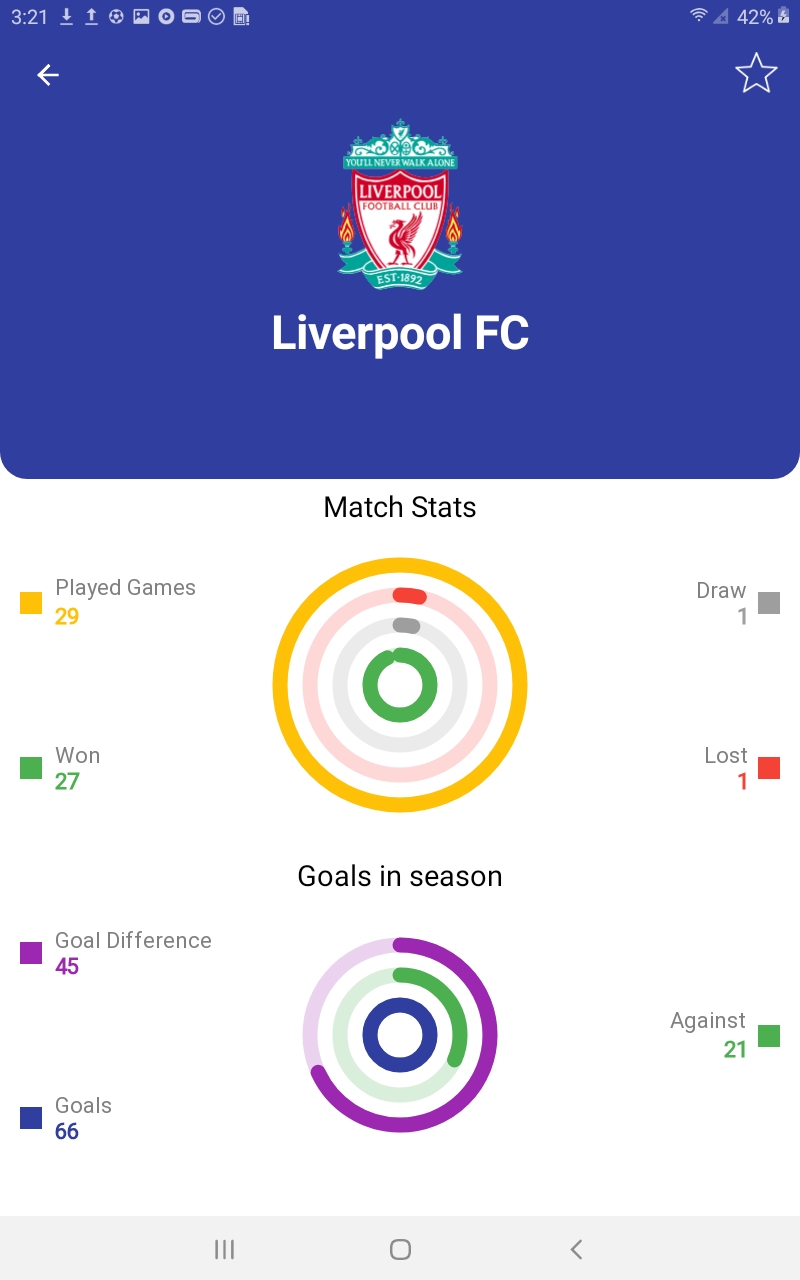 3:21
42%
YOU'LL NEVER WALK ALONE
LIVERPOOL
FOOTBALL CLUB
EST·1892
Liverpool FC
Match Stats
Played Games
29
Draw
1
Won
27
Lost
1
Goals in season
Goal Difference
45
Against
21
Goals
66